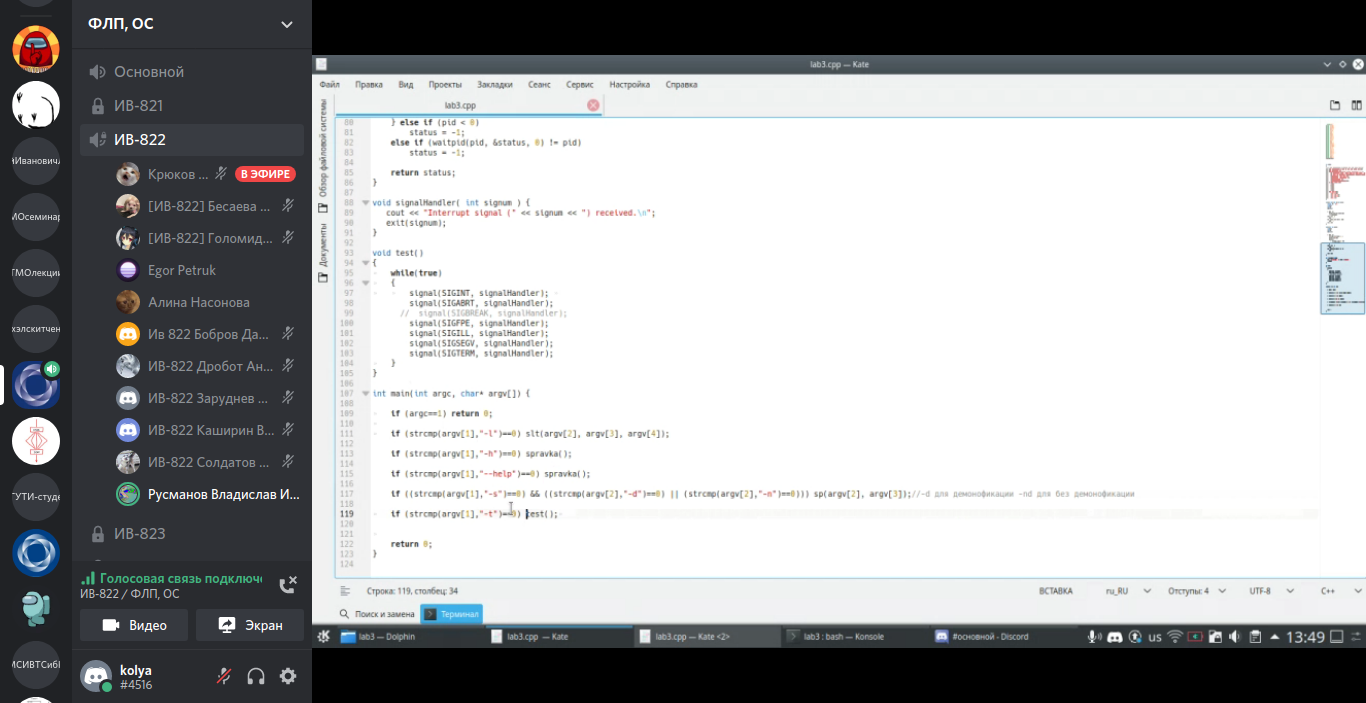 ФЛП, ОС
Основной
ИВ-821
ИВ-822
Крюков ...
В ЭФИРЕ
[ИВ-822] Бесаева ...
[ИВ-822] Голомид...
Egor Petruk
Алина Насонова
Ив 822 Бобров Да...
ИВ-822 Дробот Ан...
ИВ-822 Заруднев ...
ИВ-822 Каширин В...
ИВ-822 Солдатов ...
Русманов Владислав И...
ИВ-823
Голосовая связь подключе
ИВ-822 / ФЛП, ОС
Видео
Экран
kolya
#4516
lab3.cpp — Kate
Файл Правка Вид Проекты Закладки Сеанс Сервис Настройка Справка
lab3.cpp
Обзор файловой системы
Документы
80 } else if (pid < 0)
81 status = -1;
82 else if (waitpid(pid, &status, 0) != pid)
83 status = -1;
84
85 return status;
86 }
87
88 void signalHandler( int signum ) {
89 cout << "Interrupt signal (" << signum << ") received.\n";
90 exit(signum);
91 }
92
93 void test()
94 {
95 while(true)
96 {
97 signal(SIGINT, signalHandler);
98 signal(SIGABRT, signalHandler);
99 // signal(SIGBREAK, signalHandler);
100 signal(SIGFPE, signalHandler);
101 signal(SIGILL, signalHandler);
102 signal(SIGSEGV, signalHandler);
103 signal(SIGTERM, signalHandler);
104 }
105 }
106
107 int main(int argc, char* argv[]) {
108
109 if (argc==1) return 0;
110
111 if (strcmp(argv[1],"-l")==0) slt(argv[2], argv[3], argv[4]);
112
113 if (strcmp(argv[1],"-h")==0) spravka();
114
115 if (strcmp(argv[1],"--help")==0) spravka();
116
117 if ((strcmp(argv[1],"-s")==0) && ((strcmp(argv[2],"-d")==0) || (strcmp(argv[2],"-n")==0))) sp(argv[2], argv[3]);//-d для демонофикации -nd для без демонофикации
118
119 if (strcmp(argv[1],"-t")==0) test();
120
121
122 return 0;
123 }
124
Строка: 119, столбец: 34
ВСТАВКА
ru_RU
Отступы: 4
UTF-8
C++
Поиск и замена
Терминал
lab3 — Dolphin
lab3.cpp — Kate
lab3.cpp — Kate <2>
lab3 : bash — Konsole
#основной - Discord
us
13:49